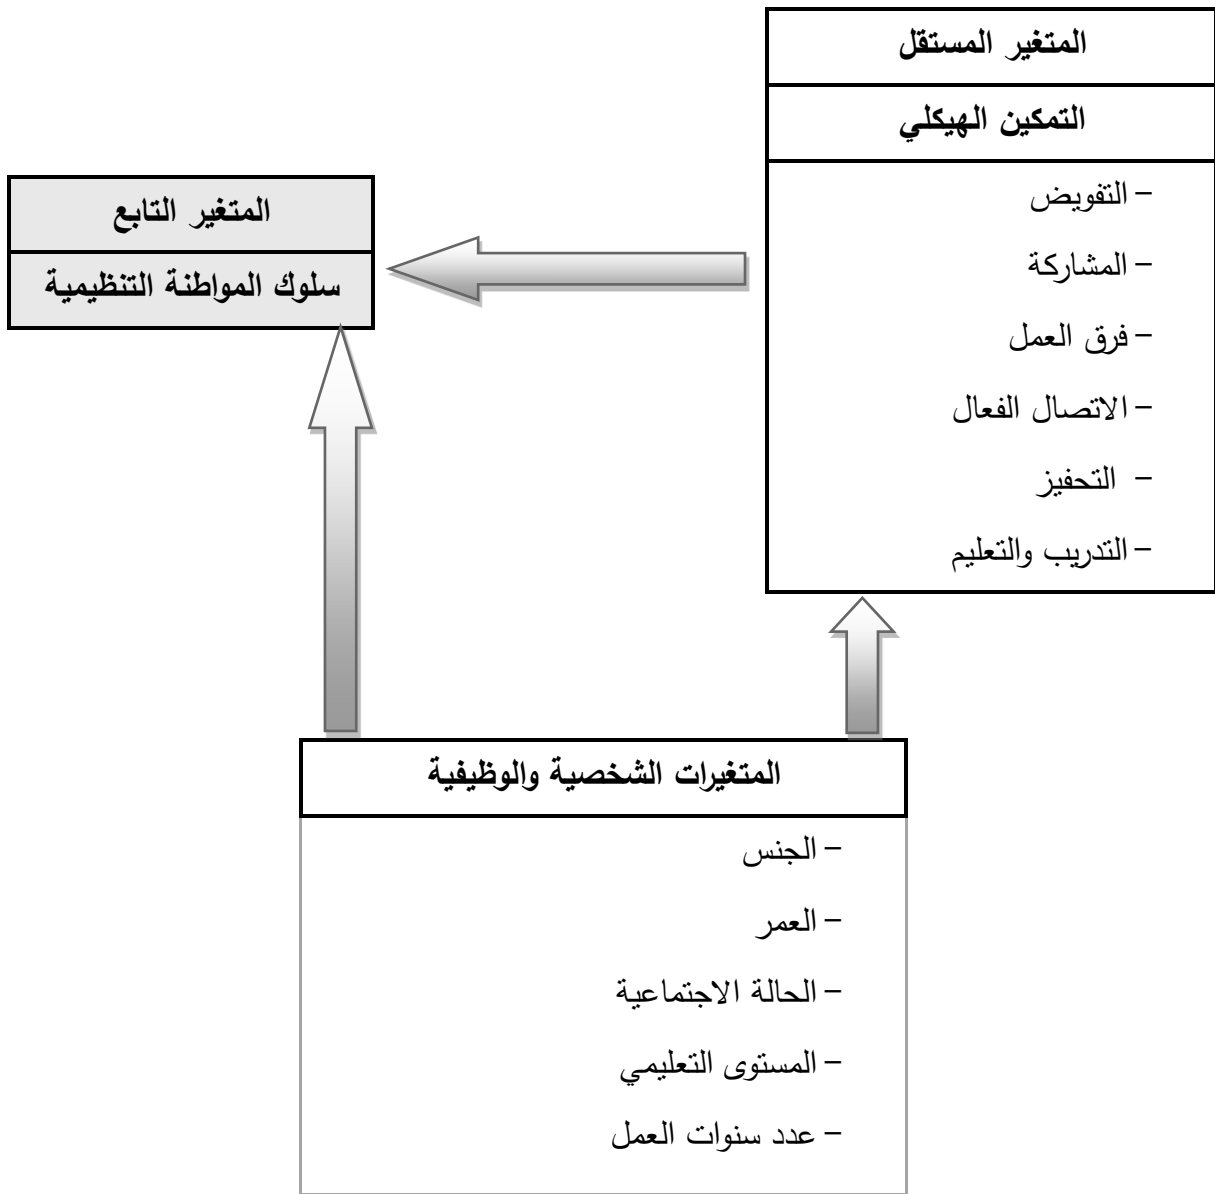 المتغير المستقل
التمكين الهيكلي
– التفويض
– المشاركة
– فرق العمل
– الاتصال الفعال
– التحفيز
– التدريب والتعليم
المتغير التابع
سلوك المواطنة التنظيمية
المتغيرات الشخصية والوظيفية
– الجنس
– العمر
– الحالة الاجتماعية
– المستوى التعليمي
– عدد سنوات العمل